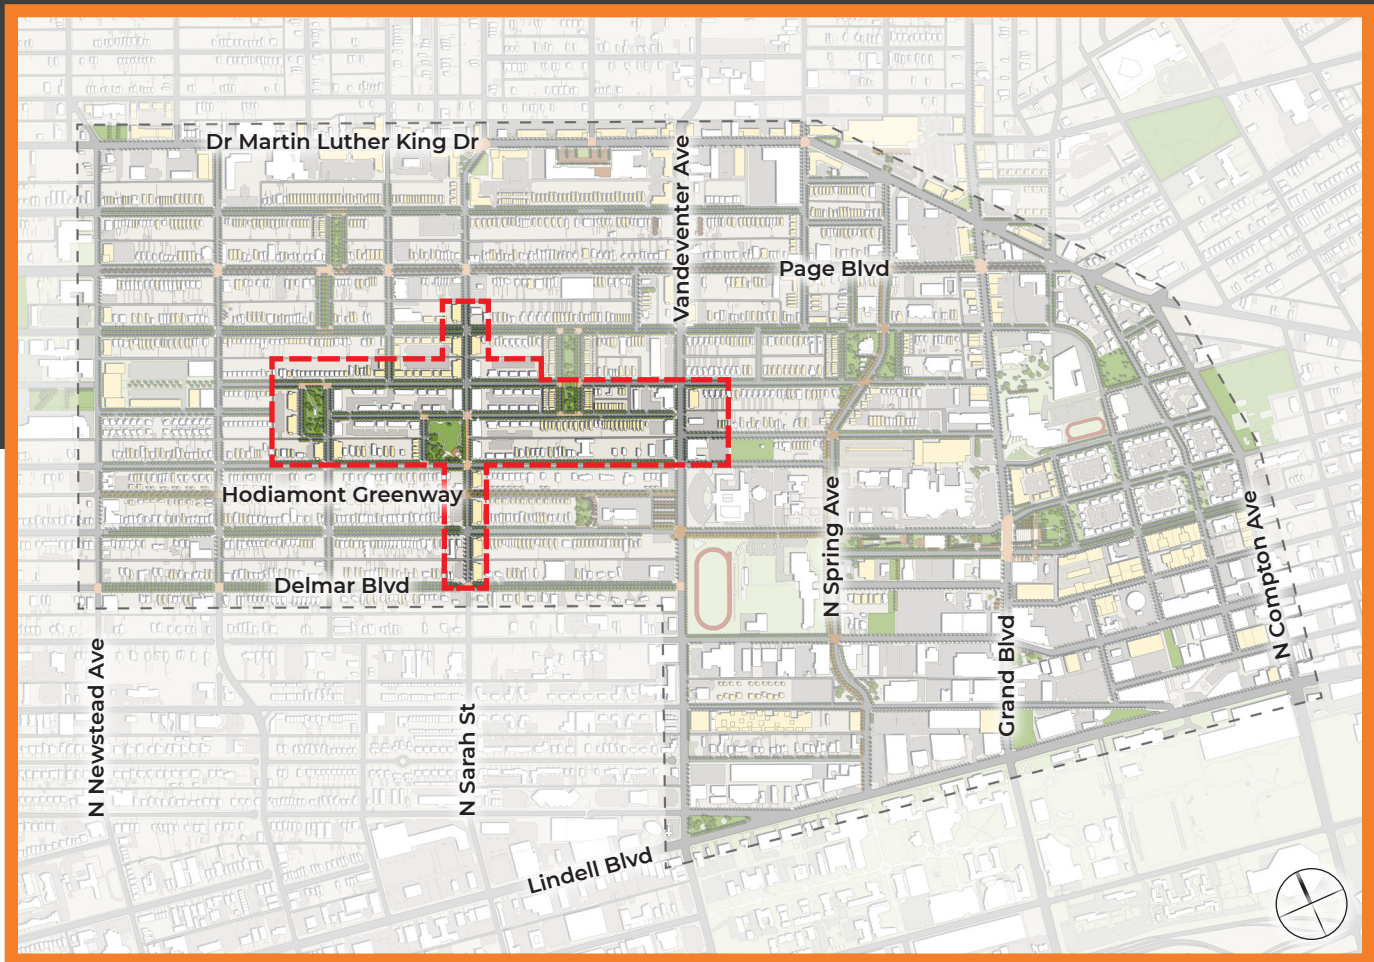 Dr Martin Luther King Dr
Vandeventer Ave
Page Blvd
Hodiamont Greenway
N Spring Ave
N Compton Ave
Delmar Blvd
Grand Blvd
N Newstead Ave
N Sarah St
Lindell Blvd